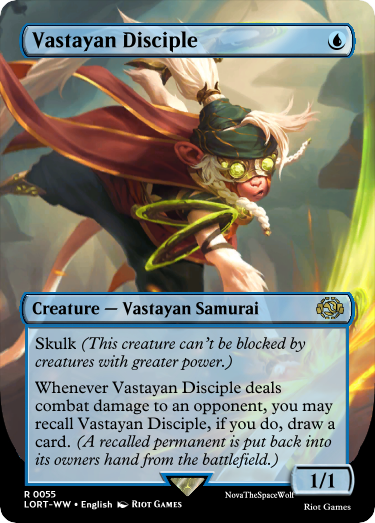 Vastayan Disciple
Creature — Vastayan Samurai
Skulk (This creature can't be blocked by
creatures with greater power.)
Whenever Vastayan Disciple deals
combat damage to an opponent, you may
recall Vastayan Disciple, if you do, draw a
card. (A recalled permanent is put back into
its owners hand from the battlefield.)
1/1
R 0055
LORT-WW • English Riot Games
NovaTheSpaceWolf
Riot Games